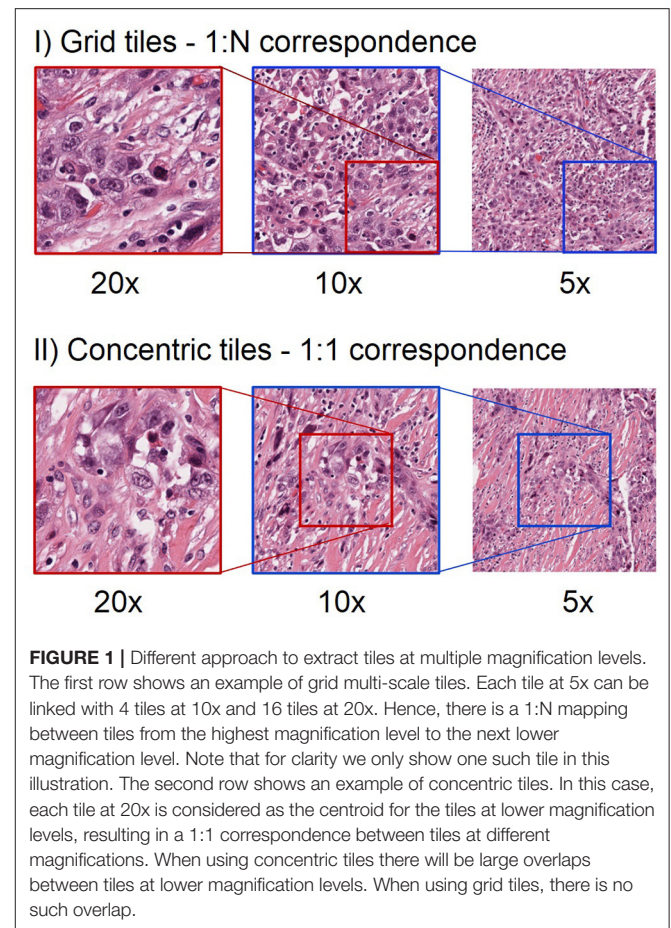 I) Grid tiles - 1:N correspondence
20x 10x 5x
II) Concentric tiles - 1:1 correspondence
20x 10x 5x
FIGURE 1 | Different approach to extract tiles at multiple magnification levels.
The first row shows an example of grid multi-scale tiles. Each tile at 5x can be
linked with 4 tiles at 10x and 16 tiles at 20x. Hence, there is a 1:N mapping
between tiles from the highest magnification level to the next lower
magnification level. Note that for clarity we only show one such tile in this
illustration. The second row shows an example of concentric tiles. In this case,
each tile at 20x is considered as the centroid for the tiles at lower magnification
levels, resulting in a 1:1 correspondence between tiles at different
magnifications. When using concentric tiles there will be large overlaps
between tiles at lower magnification levels. When using grid tiles, there is no
such overlap.